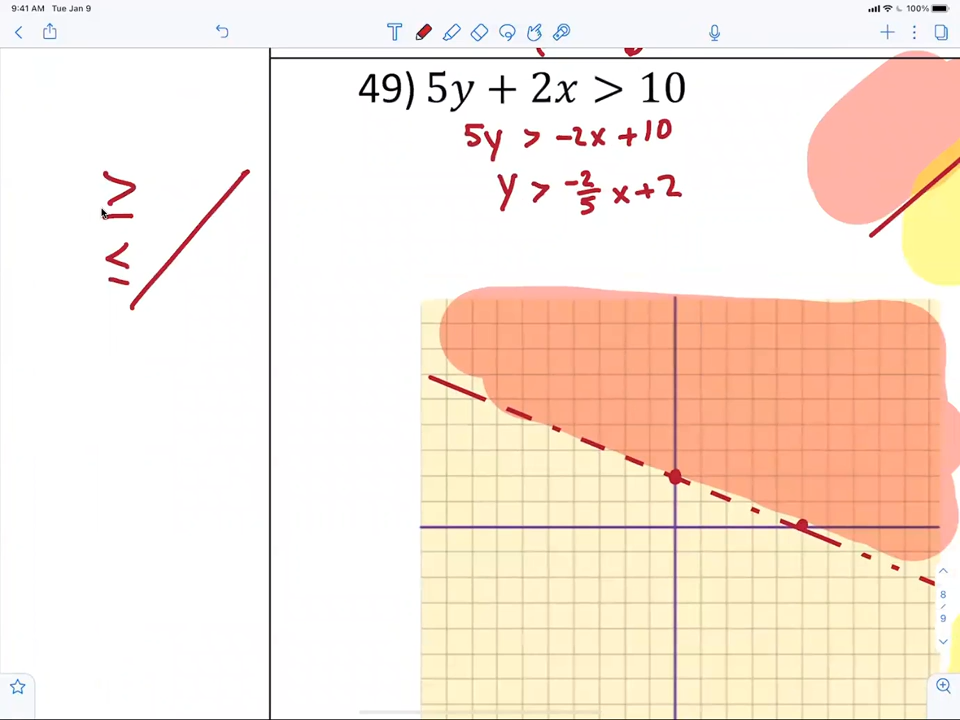 9:41 AM Tue Jan 9
100%
T
49) 5y + 2x > 10
5y > -2x + 10
y > -2/5 x + 2
≥
≤
8
/
9